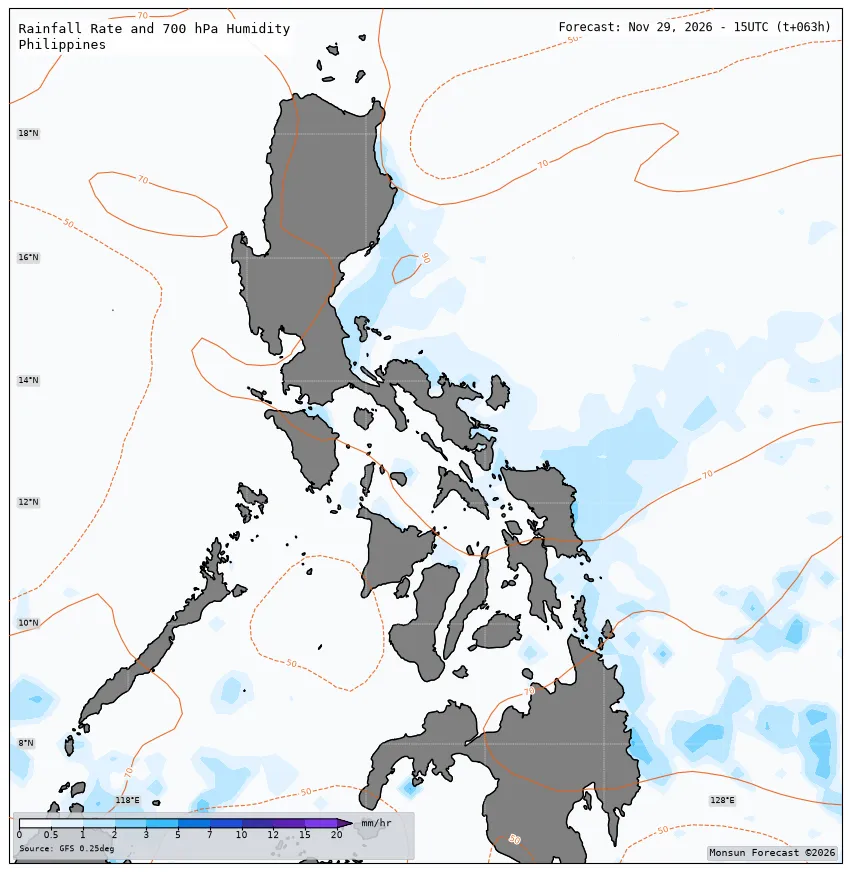 Rainfall Rate and 700 hPa Humidity
Philippines
Forecast: Nov 29, 2026 - 15UTC (t+063h)
70
50
18°N
70
70
50
16°N
90
14°N
70
12°N
10°N
50
70
8°N
70
50
118°E
128°E
50
50
mm/hr
0 0.5 1 2 3 5 7 10 12 15 20
Source: GFS 0.25deg
Monsun Forecast ©2026